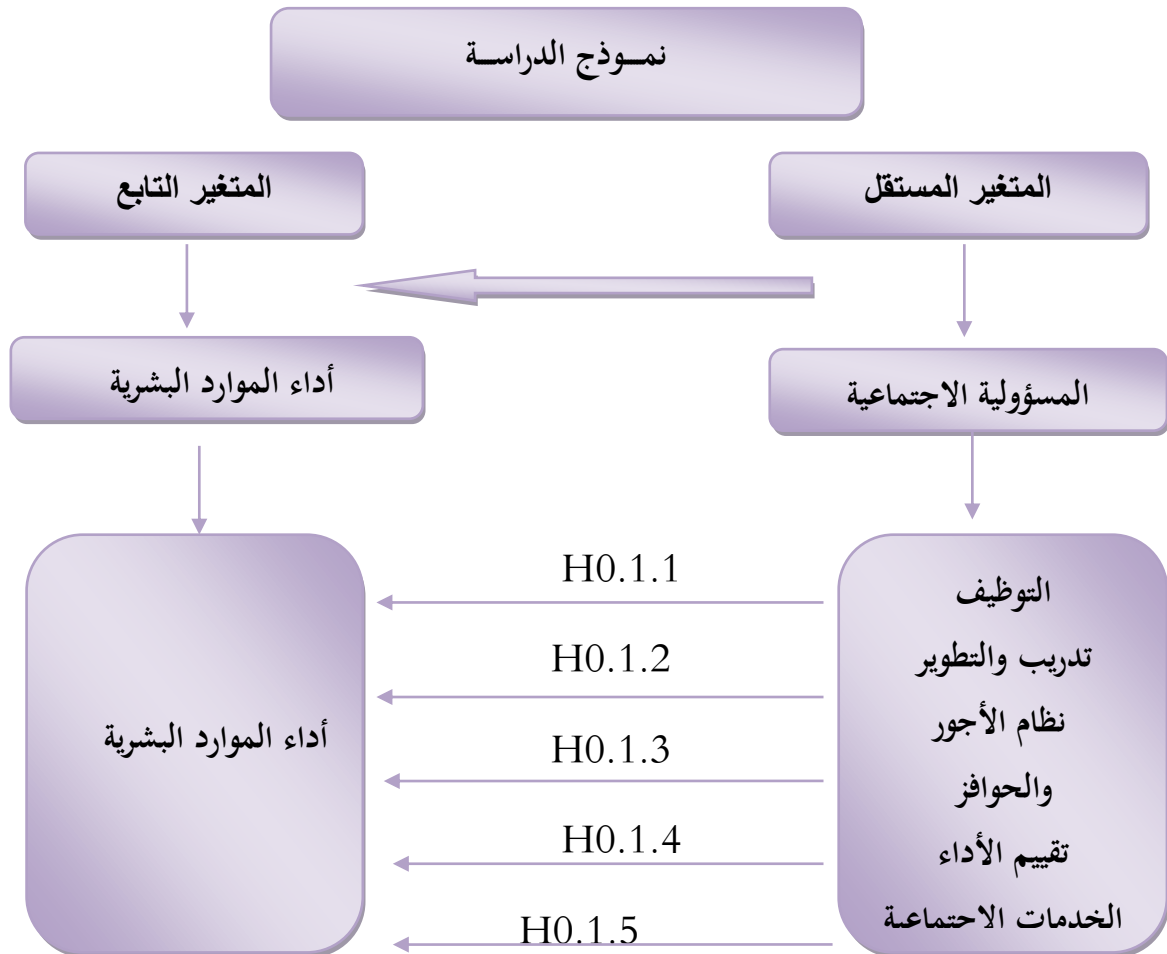 نمــوذج الدراســة
المتغير المستقل
المتغير التابع
المسؤولية الاجتماعية
أداء الموارد البشرية
التوظيف
تدريب والتطوير
نظام الأجور
والحوافز
تقييم الأداء
الخدمات الاجتماعية
H0.1.1
H0.1.2
H0.1.3
H0.1.4
H0.1.5
أداء الموارد البشرية